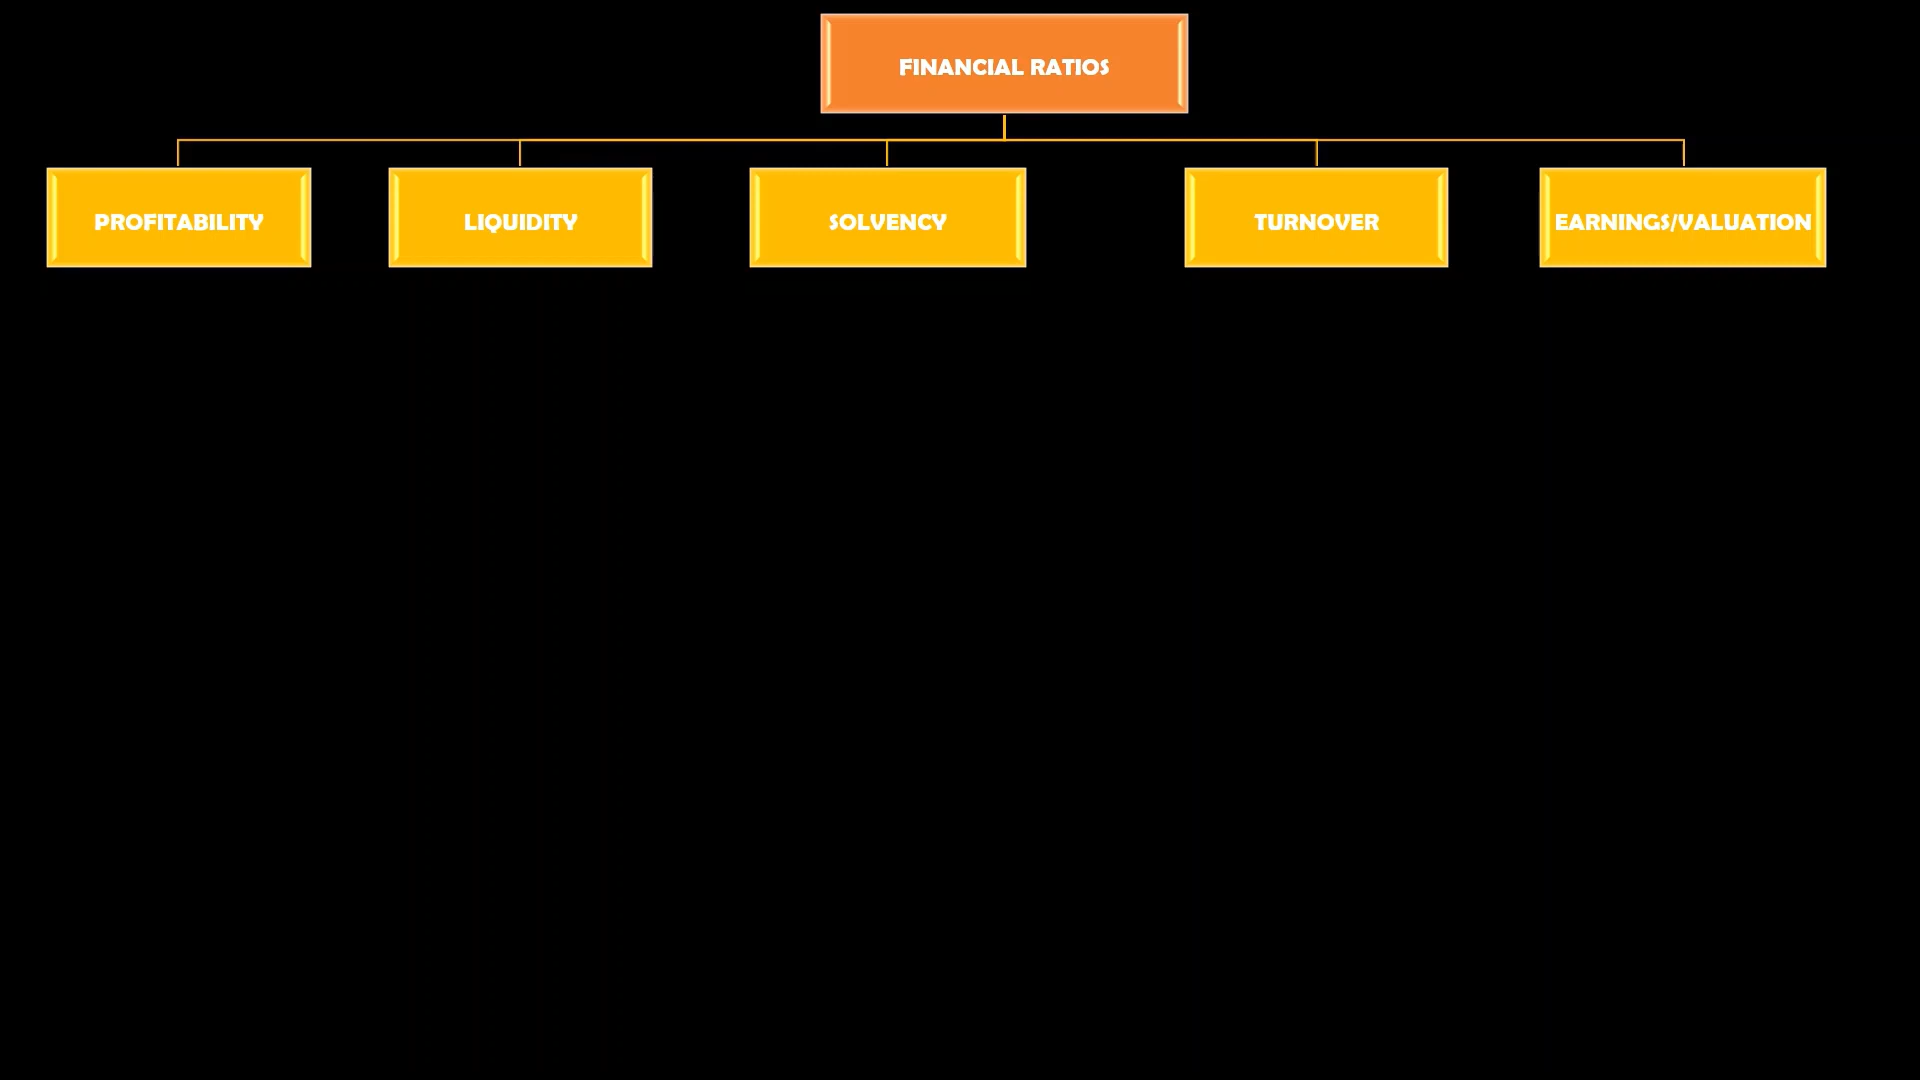 FINANCIAL RATIOS
PROFITABILITY
LIQUIDITY
SOLVENCY
TURNOVER
EARNINGS/VALUATION